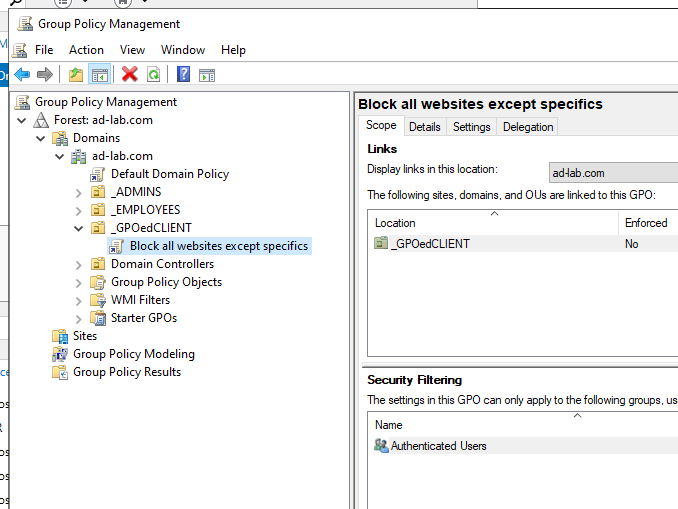 Group Policy Management
File Action View Window Help
Group Policy Management
Forest: ad-lab.com
Domains
ad-lab.com
Default Domain Policy
_ADMINS
_EMPLOYEES
_GPOedCLIENT
Block all websites except specifics
Domain Controllers
Group Policy Objects
WMI Filters
Starter GPOs
Sites
Group Policy Modeling
Group Policy Results
Block all websites except specifics
Scope Details Settings Delegation
Links
Display links in this location: ad-lab.com
The following sites, domains, and OUs are linked to this GPO:
Location Enforced
_GPOedCLIENT No
Security Filtering
The settings in this GPO can only apply to the following groups, us
Name
Authenticated Users